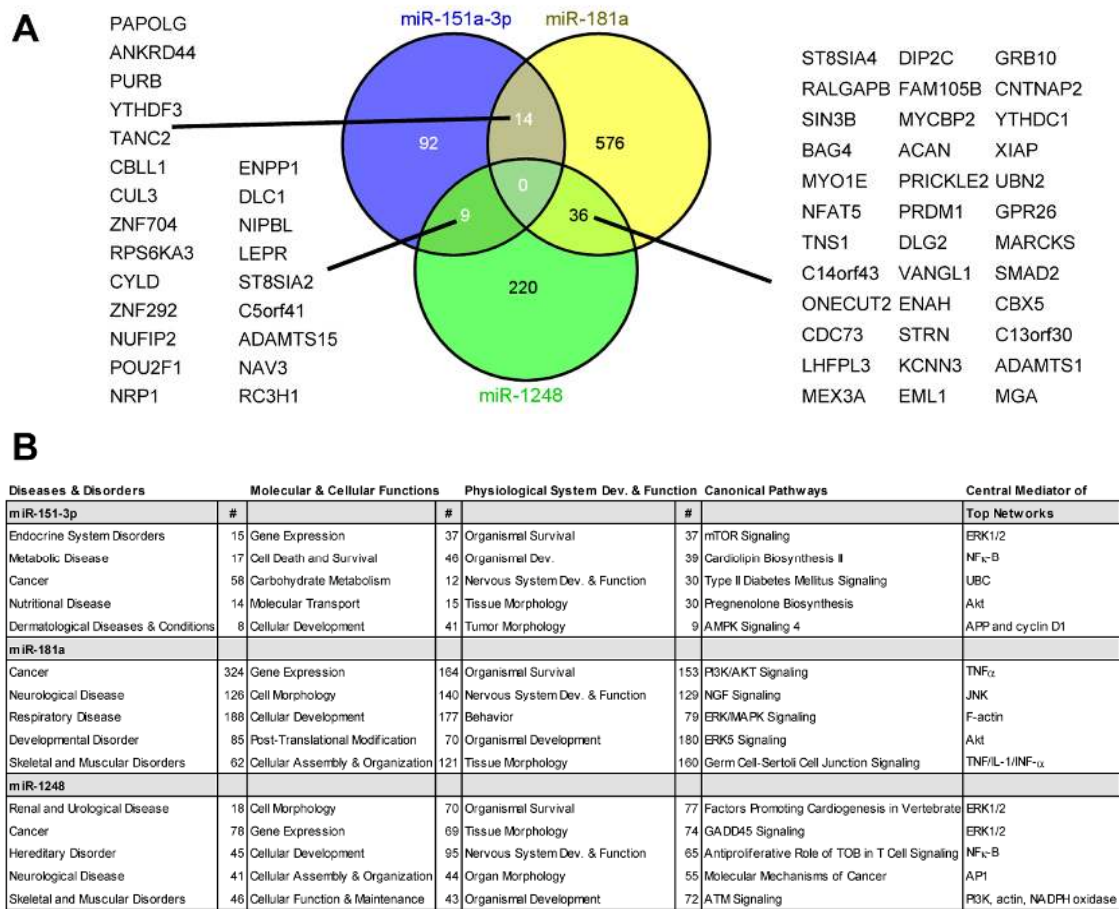 A
miR-151a-3p
miR-181a
PAPOLG
ANKRD44
PURB
YTHDF3
TANC2
CBLL1 ENPP1
CUL3 DLC1
ZNF704 NIPBL
RPS6KA3 LEPR
CYLD ST8SIA2
ZNF292 C5orf41
NUFIP2 ADAMTS15
POU2F1 NAV3
NRP1 RC3H1
92
14
576
0
9
36
220
miR-1248
ST8SIA4 DIP2C GRB10
RALGAPB FAM105B CNTNAP2
SIN3B MYCBP2 YTHDC1
BAG4 ACAN XIAP
MYO1E PRICKLE2 UBN2
NFAT5 PRDM1 GPR26
TNS1 DLG2 MARCKS
C14orf43 VANGL1 SMAD2
ONECUT2 ENAH CBX5
CDC73 STRN C13orf30
LHFPL3 KCNN3 ADAMTS1
MEX3A EML1 MGA
B
Diseases & Disorders Molecular & Cellular Functions Physiological System Dev. & Function Canonical Pathways Central Mediator of
miR-151-3p # # # Top Networks
Endocrine System Disorders 15 Gene Expression 37 Organismal Survival 37 mTOR Signaling ERK1/2
Metabolic Disease 17 Cell Death and Survival 46 Organismal Dev. 39 Cardiolipin Biosynthesis II NFκ-B
Cancer 58 Carbohydrate Metabolism 12 Nervous System Dev. & Function 30 Type II Diabetes Mellitus Signaling UBC
Nutritional Disease 14 Molecular Transport 15 Tissue Morphology 30 Pregnenolone Biosynthesis Akt
Dermatological Diseases & Conditions 8 Cellular Development 41 Tumor Morphology 9 AMPK Signaling 4 APP and cyclin D1
miR-181a
Cancer 324 Gene Expression 164 Organismal Survival 153 PI3K/AKT Signaling TNFα
Neurological Disease 126 Cell Morphology 140 Nervous System Dev. & Function 129 NGF Signaling JNK
Respiratory Disease 188 Cellular Development 177 Behavior 79 ERK/MAPK Signaling F-actin
Developmental Disorder 85 Post-Translational Modification 70 Organismal Development 180 ERK5 Signaling Akt
Skeletal and Muscular Disorders 62 Cellular Assembly & Organization 121 Tissue Morphology 160 Germ Cell-Sertoli Cell Junction Signaling TNF/IL-1/INF-α
miR-1248
Renal and Urological Disease 18 Cell Morphology 70 Organismal Survival 77 Factors Promoting Cardiogenesis in Vertebrate ERK1/2
Cancer 78 Gene Expression 69 Tissue Morphology 74 GADD45 Signaling ERK1/2
Hereditary Disorder 45 Cellular Development 95 Nervous System Dev. & Function 65 Antiproliferative Role of TOB in T Cell Signaling NFκ-B
Neurological Disease 41 Cellular Assembly & Organization 44 Organ Morphology 55 Molecular Mechanisms of Cancer AP1
Skeletal and Muscular Disorders 46 Cellular Function & Maintenance 43 Organismal Development 72 ATM Signaling PI3K, actin, NADPH oxidase